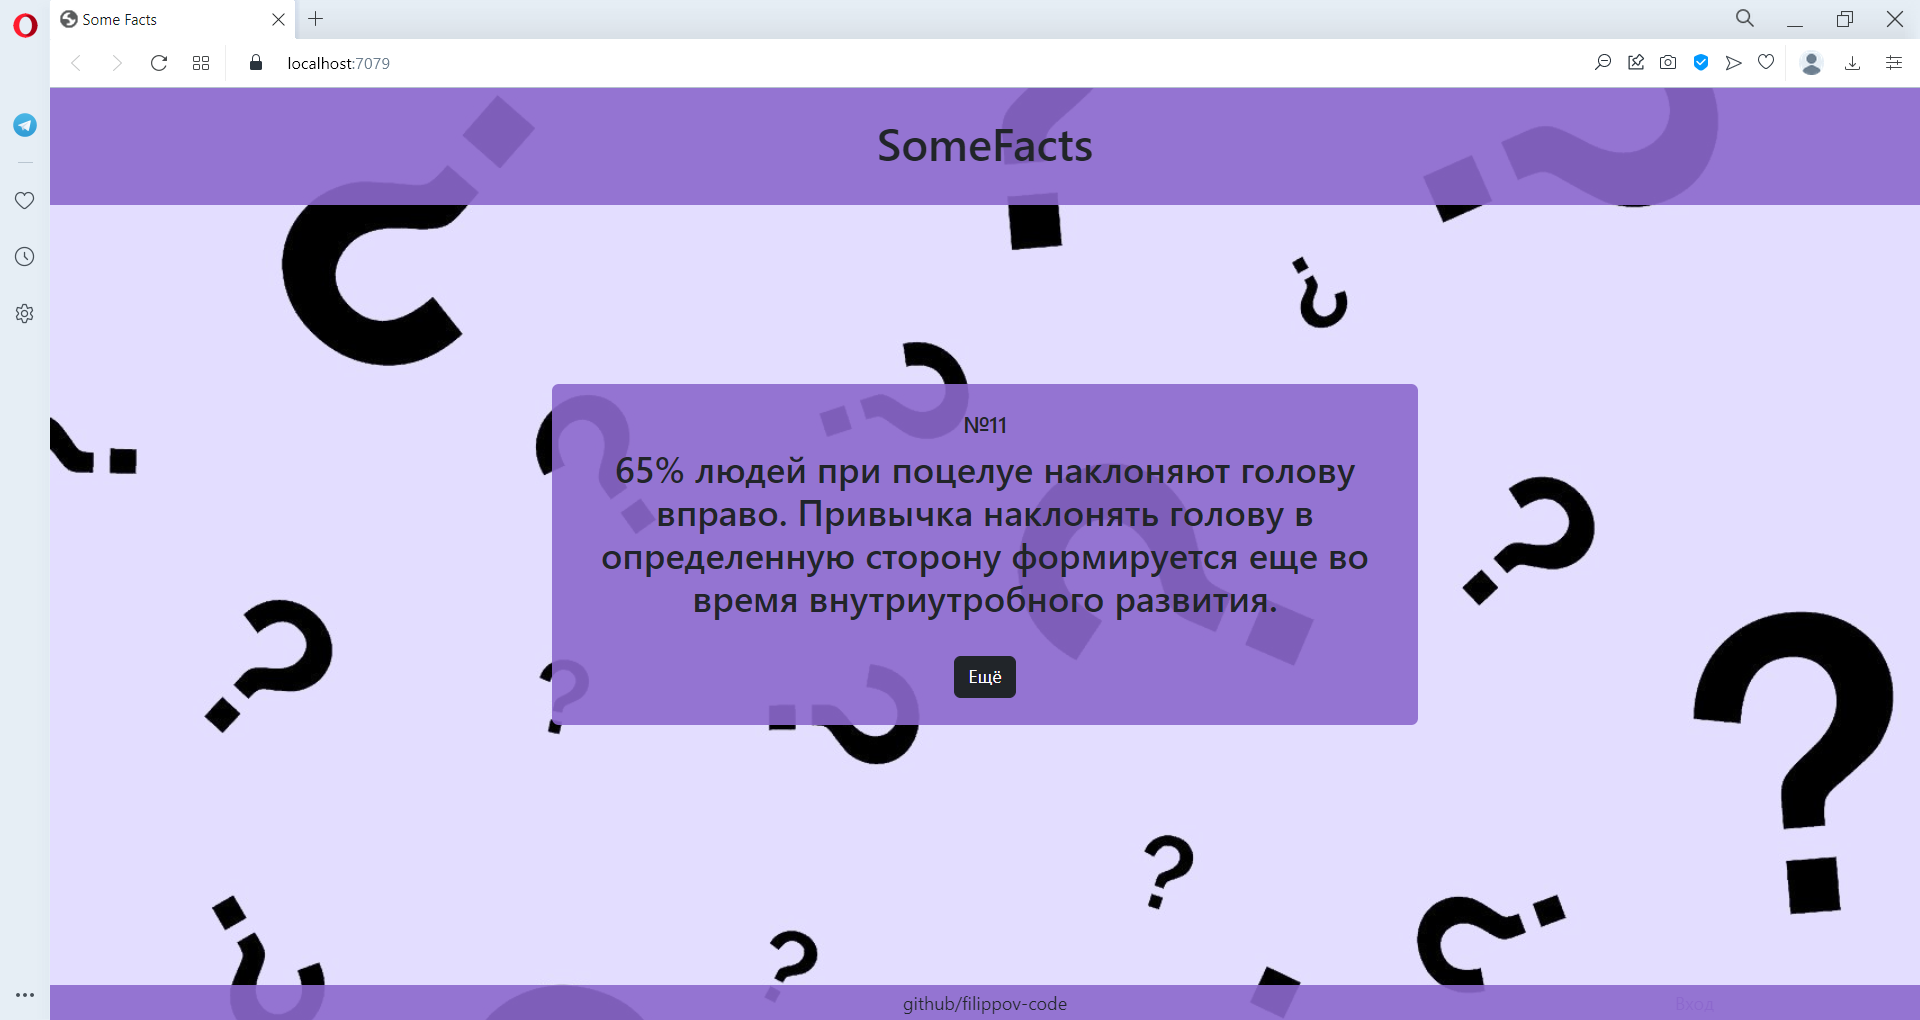 Some Facts
localhost:7079
SomeFacts
№11
65% людей при поцелуе наклоняют голову
вправо. Привычка наклонять голову в
определенную сторону формируется еще во
время внутриутробного развития.
Ещё
github/filippov-code
Вход